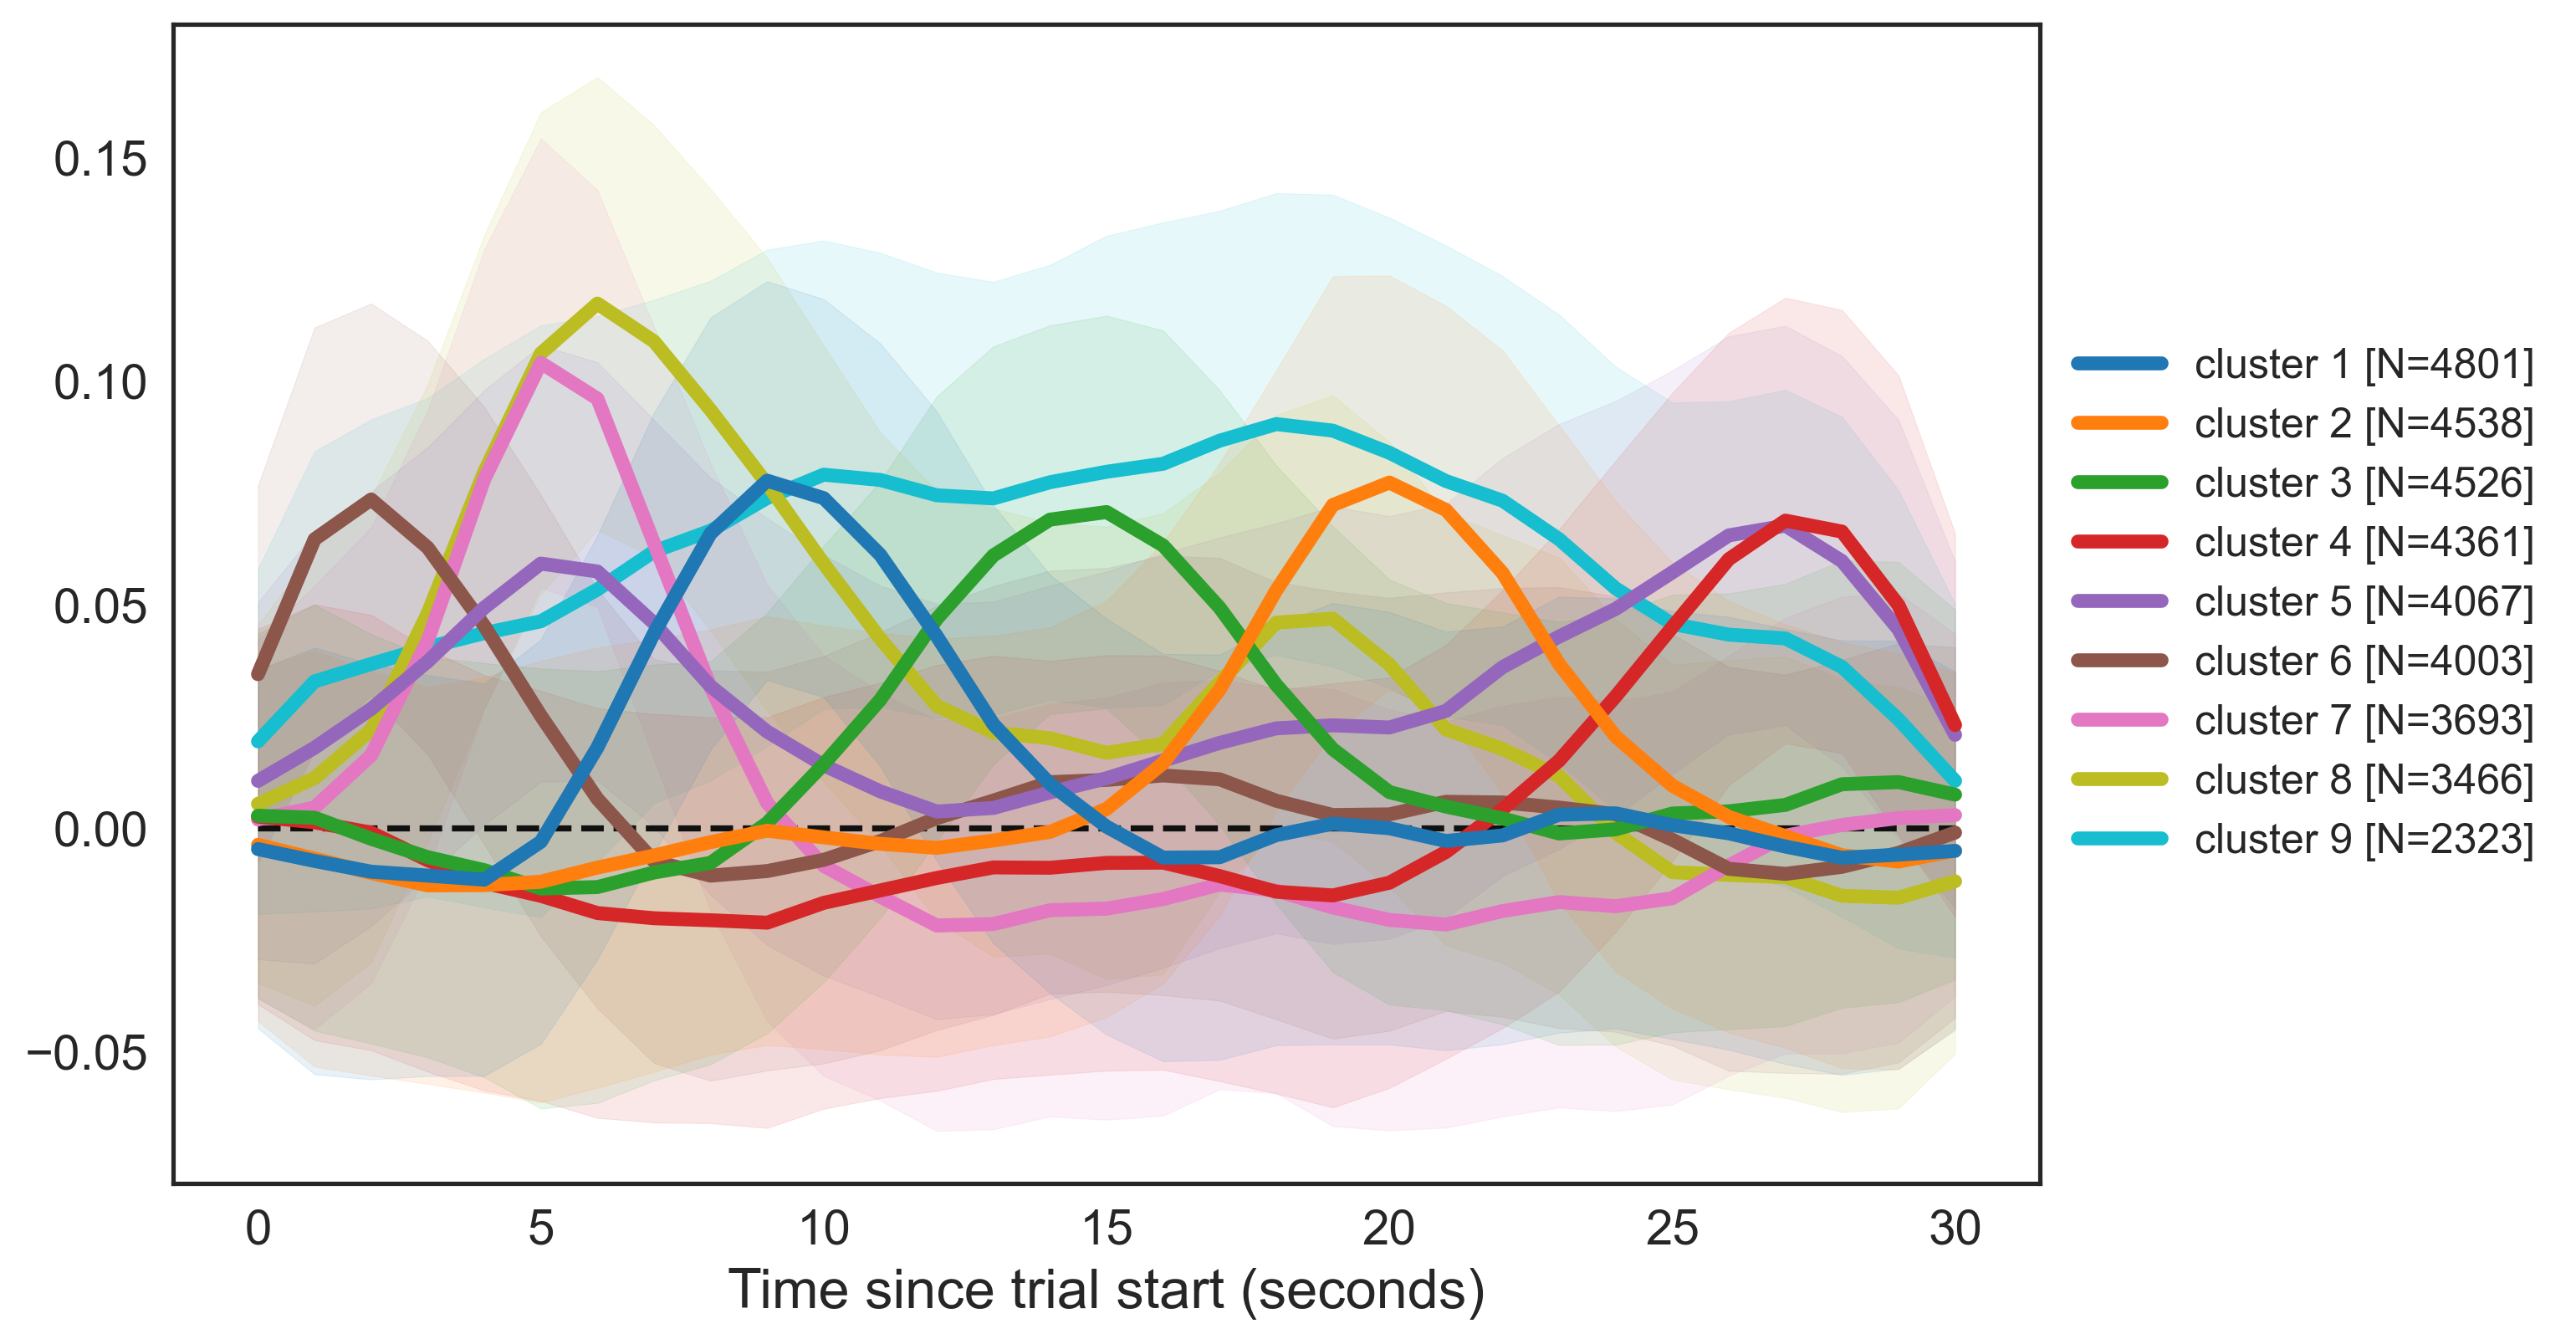 0.15
0.10
0.05
0.00
−0.05
0 5 10 15 20 25 30
Time since trial start (seconds)
cluster 1 [N=4801]
cluster 2 [N=4538]
cluster 3 [N=4526]
cluster 4 [N=4361]
cluster 5 [N=4067]
cluster 6 [N=4003]
cluster 7 [N=3693]
cluster 8 [N=3466]
cluster 9 [N=2323]